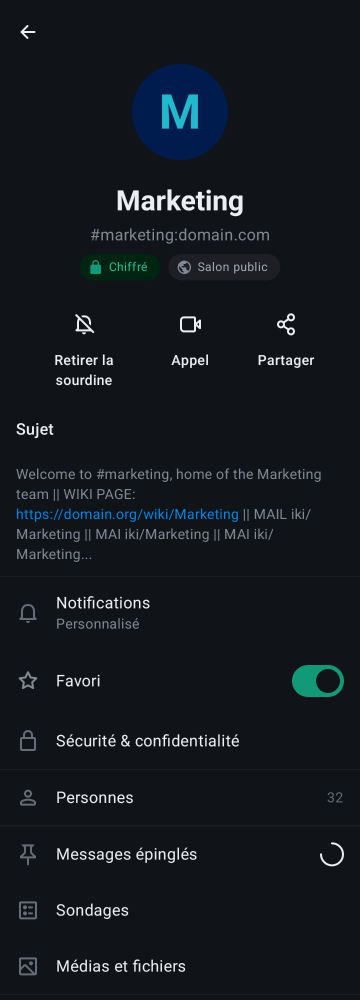 M
Marketing
#marketing:domain.com
Chiffré
Salon public
Retirer la
sourdine
Appel
Partager
Sujet
Welcome to #marketing, home of the Marketing
team || WIKI PAGE:
https://domain.org/wiki/Marketing || MAIL iki/
Marketing || MAI iki/Marketing || MAI iki/
Marketing...
Notifications
Personnalisé
Favori
Sécurité & confidentialité
Personnes 32
Messages épinglés
Sondages
Médias et fichiers